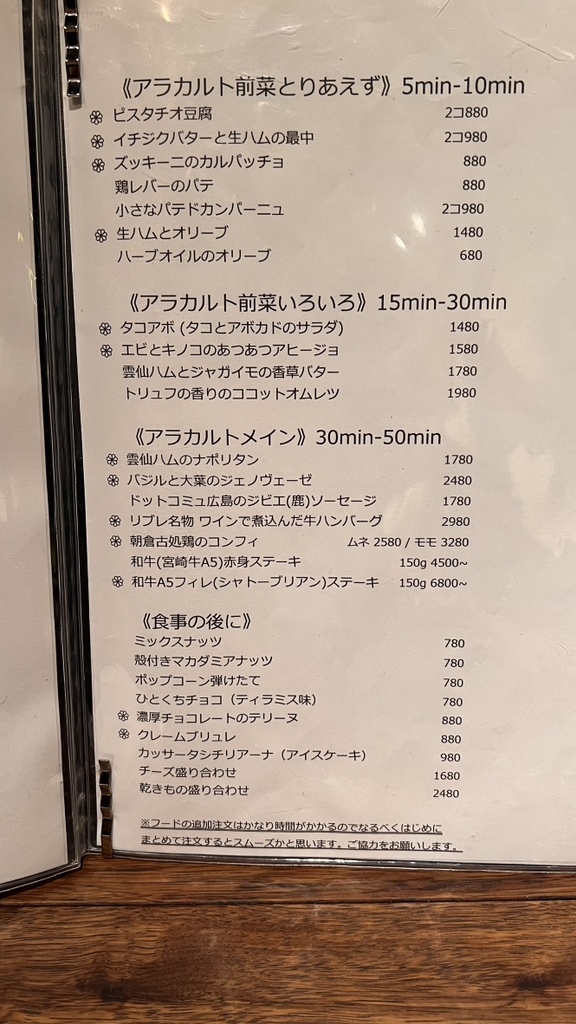 《アラカルト前菜とりあえず》5min-10min
ピスタチオ豆腐 2コ880
イチジクバターと生ハムの最中 2コ980
ズッキーニのカルパッチョ 880
鶏レバーのパテ 880
小さなパテドカンパーニュ 2コ980
生ハムとオリーブ 1480
ハーブオイルのオリーブ 680
《アラカルト前菜いろいろ》15min-30min
タコアボ (タコとアボカドのサラダ) 1480
エビとキノコのあつあつアヒージョ 1580
雲仙ハムとジャガイモの香草バター 1780
トリュフの香りのココットオムレツ 1980
《アラカルトメイン》30min-50min
雲仙ハムのナポリタン 1780
バジルと大葉のジェノヴェーゼ 2480
ドットコミュ広島のジビエ(鹿)ソーセージ 1780
リブレ名物 ワインで煮込んだ牛ハンバーグ 2980
朝倉古処鶏のコンフィ ムネ 2580 / モモ 3280
和牛(宮崎牛A5)赤身ステーキ 150g 4500~
和牛A5フィレ(シャトーブリアン)ステーキ 150g 6800~
《食事の後に》
ミックスナッツ 780
殻付きマカダミアナッツ 780
ポップコーン弾けたて 780
ひとくちチョコ（ティラミス味） 780
濃厚チョコレートのテリーヌ 880
クレームブリュレ 880
カッサータシチリアーナ（アイスケーキ） 980
チーズ盛り合わせ 1680
乾きもの盛り合わせ 2480
※フードの追加注文はかなり時間がかかるのでなるべくはじめに
まとめて注文するとスムーズかと思います。ご協力をお願いします。